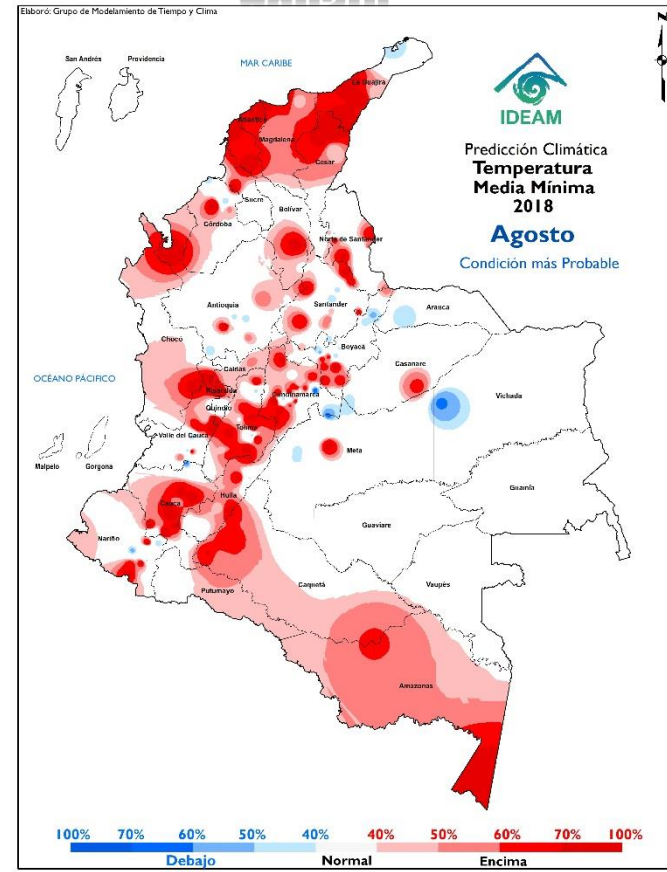 Elaboró: Grupo de Modelamiento de Tiempo y Clima
N
San Andrés
Providencia
MAR CARIBE
La Guajira
IDEAM
Atlántico
Magdalena
Cesar
Predicción Climática
Temperatura
Media Mínima
2018
Agosto
Condición más Probable
Sucre
Bolívar
Córdoba
Norte de Santander
Antioquia
Santander
Arauca
Boyacá
Chocó
Casanare
Caldas
OCÉANO PÁCIFICO
Risaralda
Cundinamarca
Vichada
Quindío
Tolima
Valle del Cauca
Meta
Malpelo
Gorgona
Guanía
Huila
Cauca
Guaviare
Nariño
Caquetá
Vaupés
Putumayo
Amazonas
100% 70% 60% 50% 40% 40% 50% 60% 70% 100%
Debajo Normal Encima